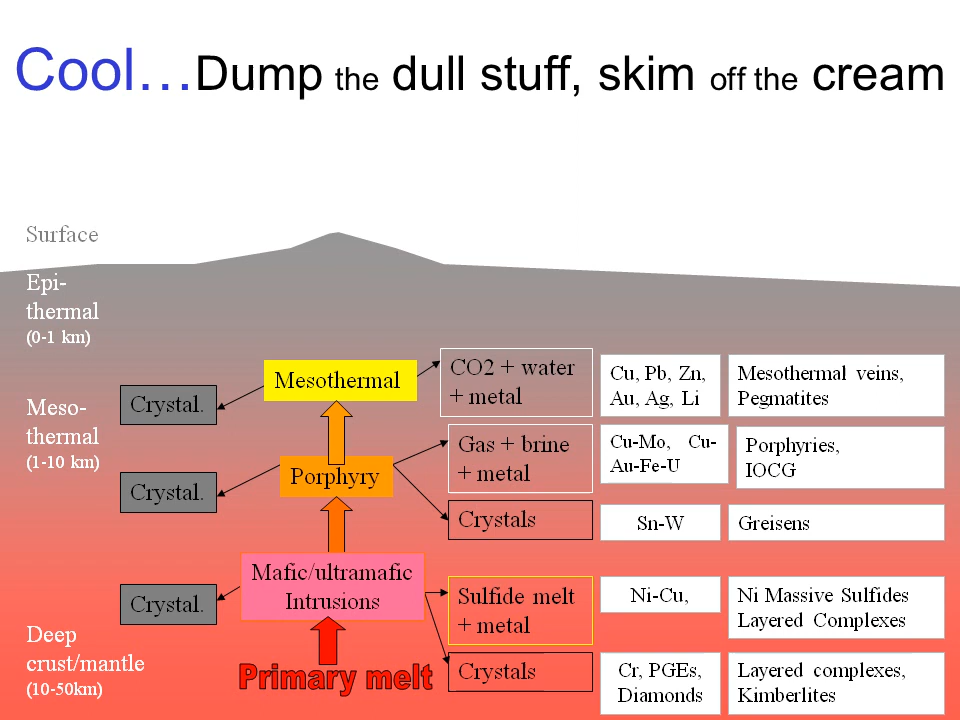 Cool…Dump the dull stuff, skim off the cream
Surface
Epi-
thermal
(0-1 km)
Mesothermal
CO2 + water
+ metal
Cu, Pb, Zn,
Au, Ag, Li
Mesothermal veins,
Pegmatites
Crystal.
Meso-
thermal
(1-10 km)
Porphyry
Gas + brine
+ metal
Cu-Mo, Cu-
Au-Fe-U
Porphyries,
IOCG
Crystal.
Crystals
Sn-W
Greisens
Mafic/ultramafic
Intrusions
Crystal.
Sulfide melt
+ metal
Ni-Cu,
Ni Massive Sulfides
Layered Complexes
Deep
crust/mantle
(10-50km)
Primary melt
Crystals
Cr, PGEs,
Diamonds
Layered complexes,
Kimberlites